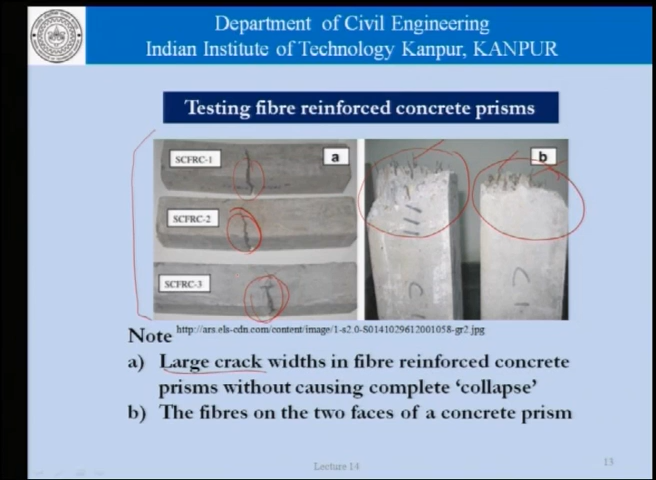 Department of Civil Engineering
Indian Institute of Technology Kanpur, KANPUR
Testing fibre reinforced concrete prisms
SCFRC-1
a
b
SCFRC-2
SCFRC-3
Note http://ars.els-cdn.com/content/image/1-s2.0-S0141029612001058-gr2.jpg
a) Large crack widths in fibre reinforced concrete
prisms without causing complete ‘collapse’
b) The fibres on the two faces of a concrete prism
Lecture 14
13